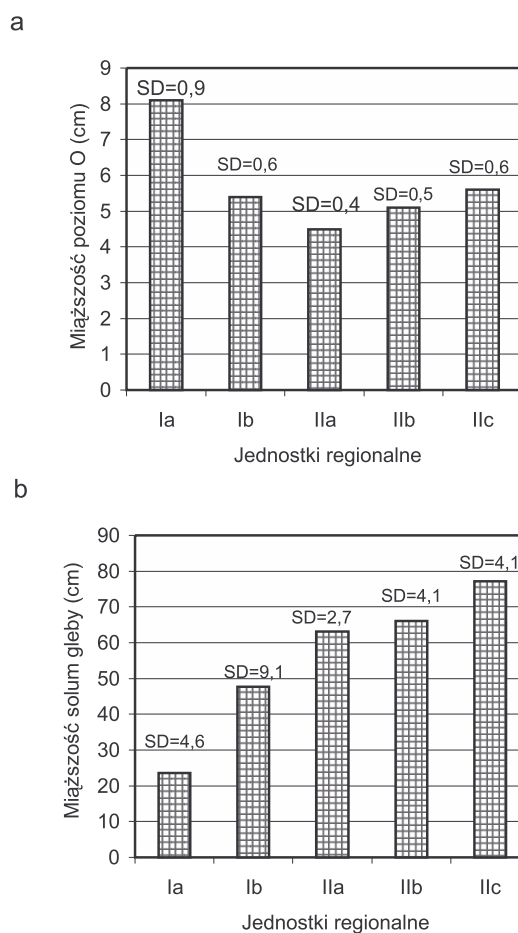 a
Miąższość poziomu O (cm)
9
8
7
6
5
4
3
2
1
0
SD=0,9
SD=0,6
SD=0,4
SD=0,5
SD=0,6
Ia Ib IIa IIb IIc
Jednostki regionalne
b
Miąższość solum gleby (cm)
90
80
70
60
50
40
30
20
10
0
SD=4,6
SD=9,1
SD=2,7
SD=4,1
SD=4,1
Ia Ib IIa IIb IIc
Jednostki regionalne